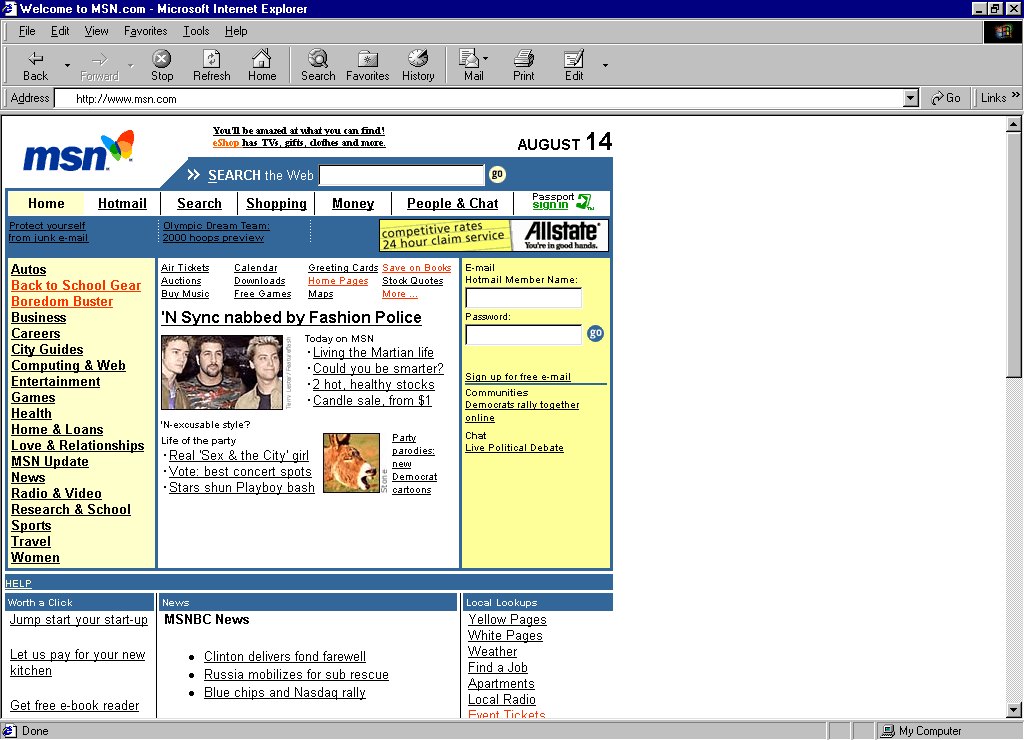 Welcome to MSN.com - Microsoft Internet Explorer
File Edit View Favorites Tools Help
Back Forward Stop Refresh Home Search Favorites History Mail Print Edit
Address http://www.msn.com Go Links »
msn
You'll be amazed at what you can find!
eShop has TVs, gifts, clothes and more.
AUGUST 14
SEARCH the Web go
Home Hotmail Search Shopping Money People & Chat Passport
sign in
Protect yourself
from junk e-mail
Olympic Dream Team:
2000 hoops preview
competitive rates
24 hour claim service
Allstate
You're in good hands.
Autos
Back to School Gear
Boredom Buster
Business
Careers
City Guides
Computing & Web
Entertainment
Games
Health
Home & Loans
Love & Relationships
MSN Update
News
Radio & Video
Research & School
Sports
Travel
Women
Air Tickets Calendar Greeting Cards Save on Books
Auctions Downloads Home Pages Stock Quotes
Buy Music Free Games Maps More ...
'N Sync nabbed by Fashion Police
Terry Lester / Featureflash
Today on MSN
· Living the Martian life
· Could you be smarter?
· 2 hot, healthy stocks
· Candle sale, from $1
'N-excusable style?
Life of the party
· Real 'Sex & the City' girl
· Vote: best concert spots
· Stars shun Playboy bash
Stone
Party
parodies:
new
Democrat
cartoons
E-mail
Hotmail Member Name:
Password:
go
Sign up for free e-mail
Communities
Democrats rally together
online
Chat
Live Political Debate
HELP
Worth a Click
Jump start your start-up
Let us pay for your new
kitchen
Get free e-book reader
News
MSNBC News
• Clinton delivers fond farewell
• Russia mobilizes for sub rescue
• Blue chips and Nasdaq rally
Local Lookups
Yellow Pages
White Pages
Weather
Find a Job
Apartments
Local Radio
Event Tickets
Done My Computer